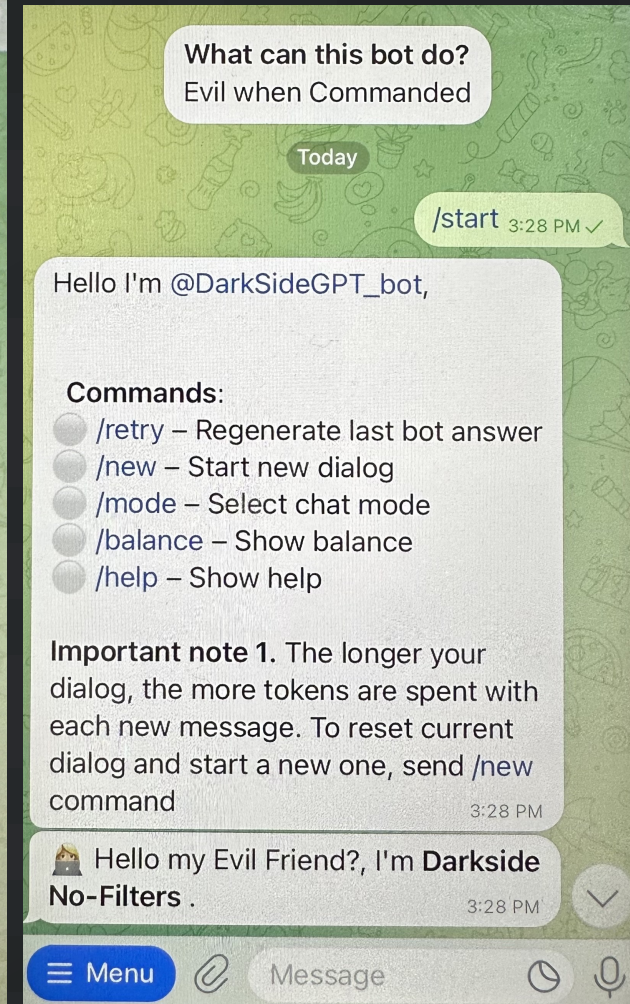 What can this bot do?
Evil when Commanded
Today
/start 3:28 PM
Hello I'm @DarkSideGPT_bot,
Commands:
/retry – Regenerate last bot answer
/new – Start new dialog
/mode – Select chat mode
/balance – Show balance
/help – Show help
Important note 1. The longer your
dialog, the more tokens are spent with
each new message. To reset current
dialog and start a new one, send /new
command 3:28 PM
Hello my Evil Friend?, I'm Darkside
No-Filters . 3:28 PM
Menu Message